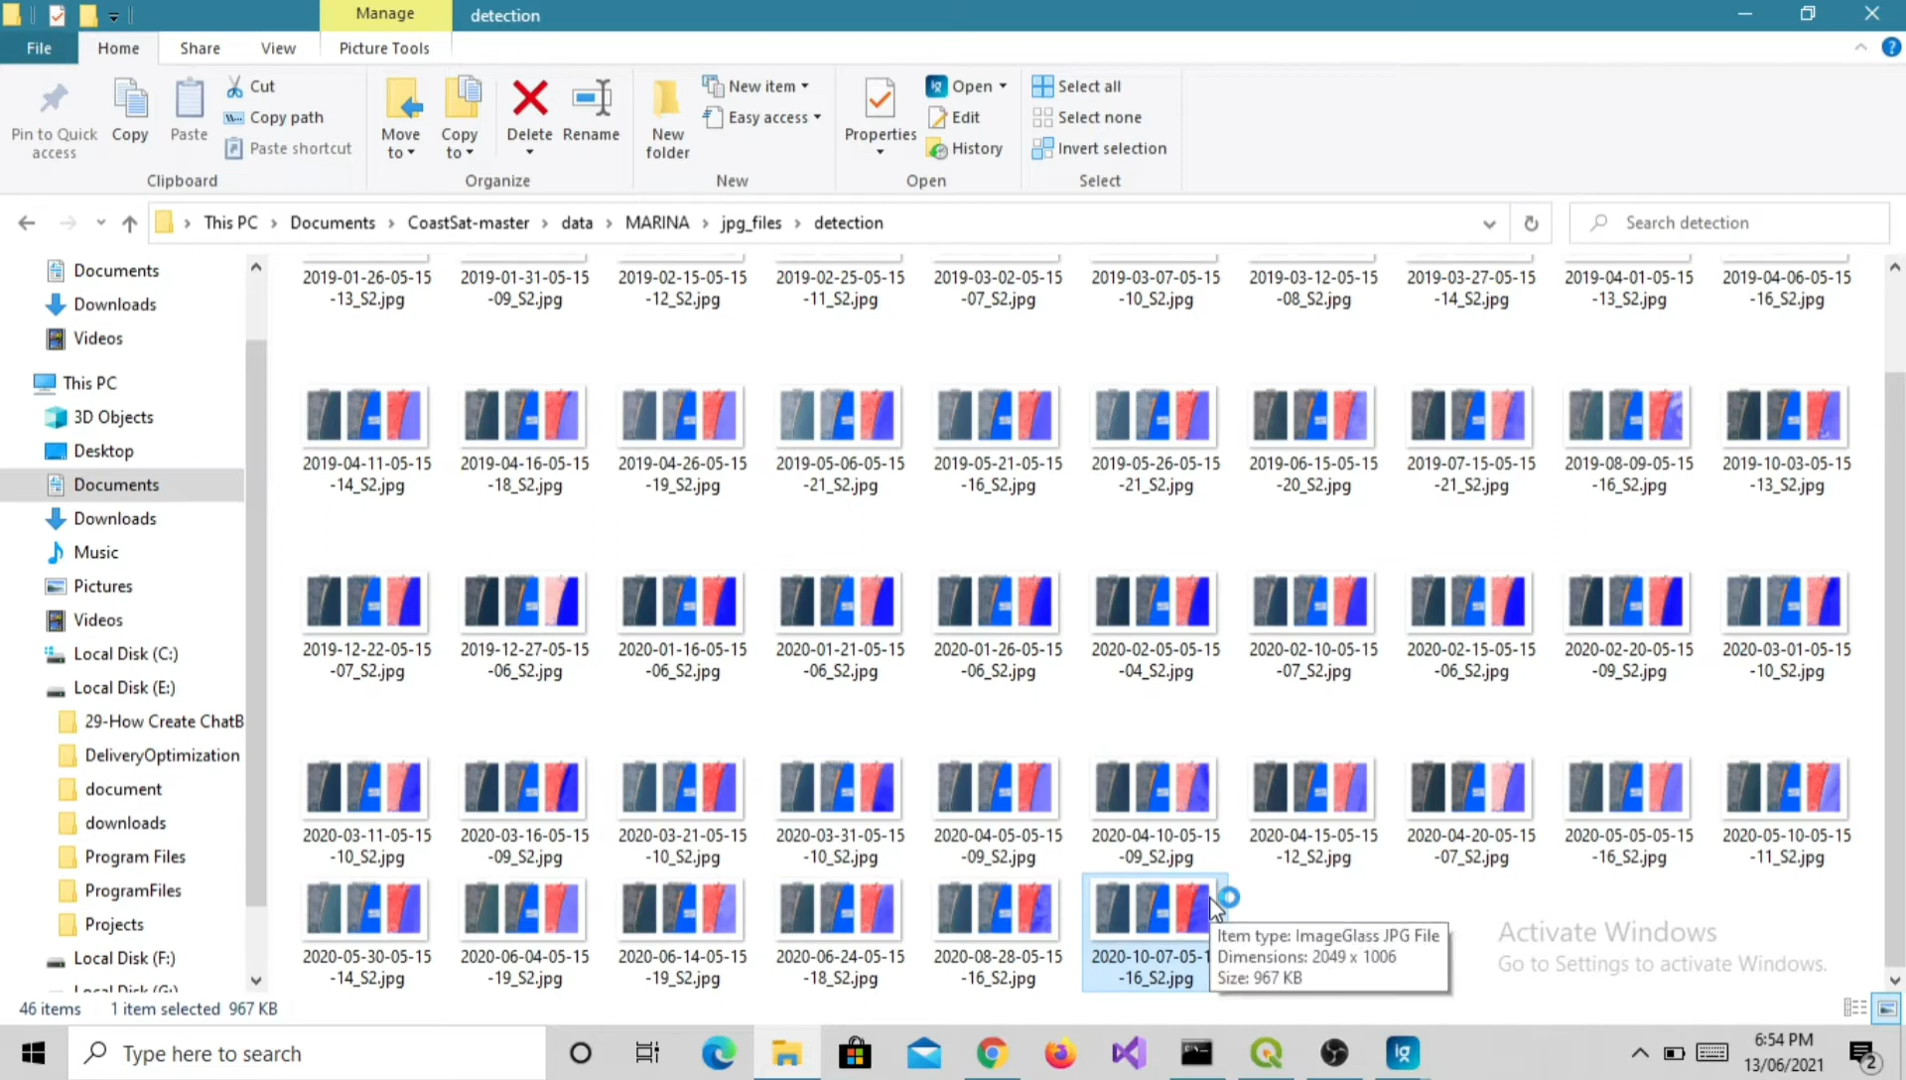 Manage
detection
File
Home
Share
View
Picture Tools
Pin to Quick
access
Copy
Paste
Cut
Copy path
Paste shortcut
Clipboard
Move
to
Copy
to
Delete
Rename
Organize
New
folder
New item
Easy access
New
Properties
Open
Edit
History
Open
Select all
Select none
Invert selection
Select
This PC
Documents
CoastSat-master
data
MARINA
jpg_files
detection
Search detection
Documents
Downloads
Videos
This PC
3D Objects
Desktop
Documents
Downloads
Music
Pictures
Videos
Local Disk (C:)
Local Disk (E:)
29-How Create ChatB
DeliveryOptimization
document
downloads
Program Files
ProgramFiles
Projects
Local Disk (F:)
Local Disk (G:)
2019-01-26-05-15
-13_S2.jpg
2019-01-31-05-15
-09_S2.jpg
2019-02-15-05-15
-12_S2.jpg
2019-02-25-05-15
-11_S2.jpg
2019-03-02-05-15
-07_S2.jpg
2019-03-07-05-15
-10_S2.jpg
2019-03-12-05-15
-08_S2.jpg
2019-03-27-05-15
-14_S2.jpg
2019-04-01-05-15
-13_S2.jpg
2019-04-06-05-15
-16_S2.jpg
2019-04-11-05-15
-14_S2.jpg
2019-04-16-05-15
-18_S2.jpg
2019-04-26-05-15
-19_S2.jpg
2019-05-06-05-15
-21_S2.jpg
2019-05-21-05-15
-16_S2.jpg
2019-05-26-05-15
-21_S2.jpg
2019-06-15-05-15
-20_S2.jpg
2019-07-15-05-15
-21_S2.jpg
2019-08-09-05-15
-16_S2.jpg
2019-10-03-05-15
-13_S2.jpg
2019-12-22-05-15
-07_S2.jpg
2019-12-27-05-15
-06_S2.jpg
2020-01-16-05-15
-06_S2.jpg
2020-01-21-05-15
-06_S2.jpg
2020-01-26-05-15
-06_S2.jpg
2020-02-05-05-15
-04_S2.jpg
2020-02-10-05-15
-07_S2.jpg
2020-02-15-05-15
-06_S2.jpg
2020-02-20-05-15
-09_S2.jpg
2020-03-01-05-15
-10_S2.jpg
2020-03-11-05-15
-10_S2.jpg
2020-03-16-05-15
-09_S2.jpg
2020-03-21-05-15
-10_S2.jpg
2020-03-31-05-15
-10_S2.jpg
2020-04-05-05-15
-09_S2.jpg
2020-04-10-05-15
-09_S2.jpg
2020-04-15-05-15
-12_S2.jpg
2020-04-20-05-15
-07_S2.jpg
2020-05-05-05-15
-16_S2.jpg
2020-05-10-05-15
-11_S2.jpg
2020-05-30-05-15
-14_S2.jpg
2020-06-04-05-15
-19_S2.jpg
2020-06-14-05-15
-19_S2.jpg
2020-06-24-05-15
-18_S2.jpg
2020-08-28-05-15
-16_S2.jpg
2020-10-07-05-1
-16_S2.jpg
Item type: ImageGlass JPG File
Dimensions: 2049 x 1006
Size: 967 KB
Activate Windows
Go to Settings to activate Windows.
46 items
1 item selected 967 KB
Type here to search
Ig
6:54 PM
13/06/2021
2